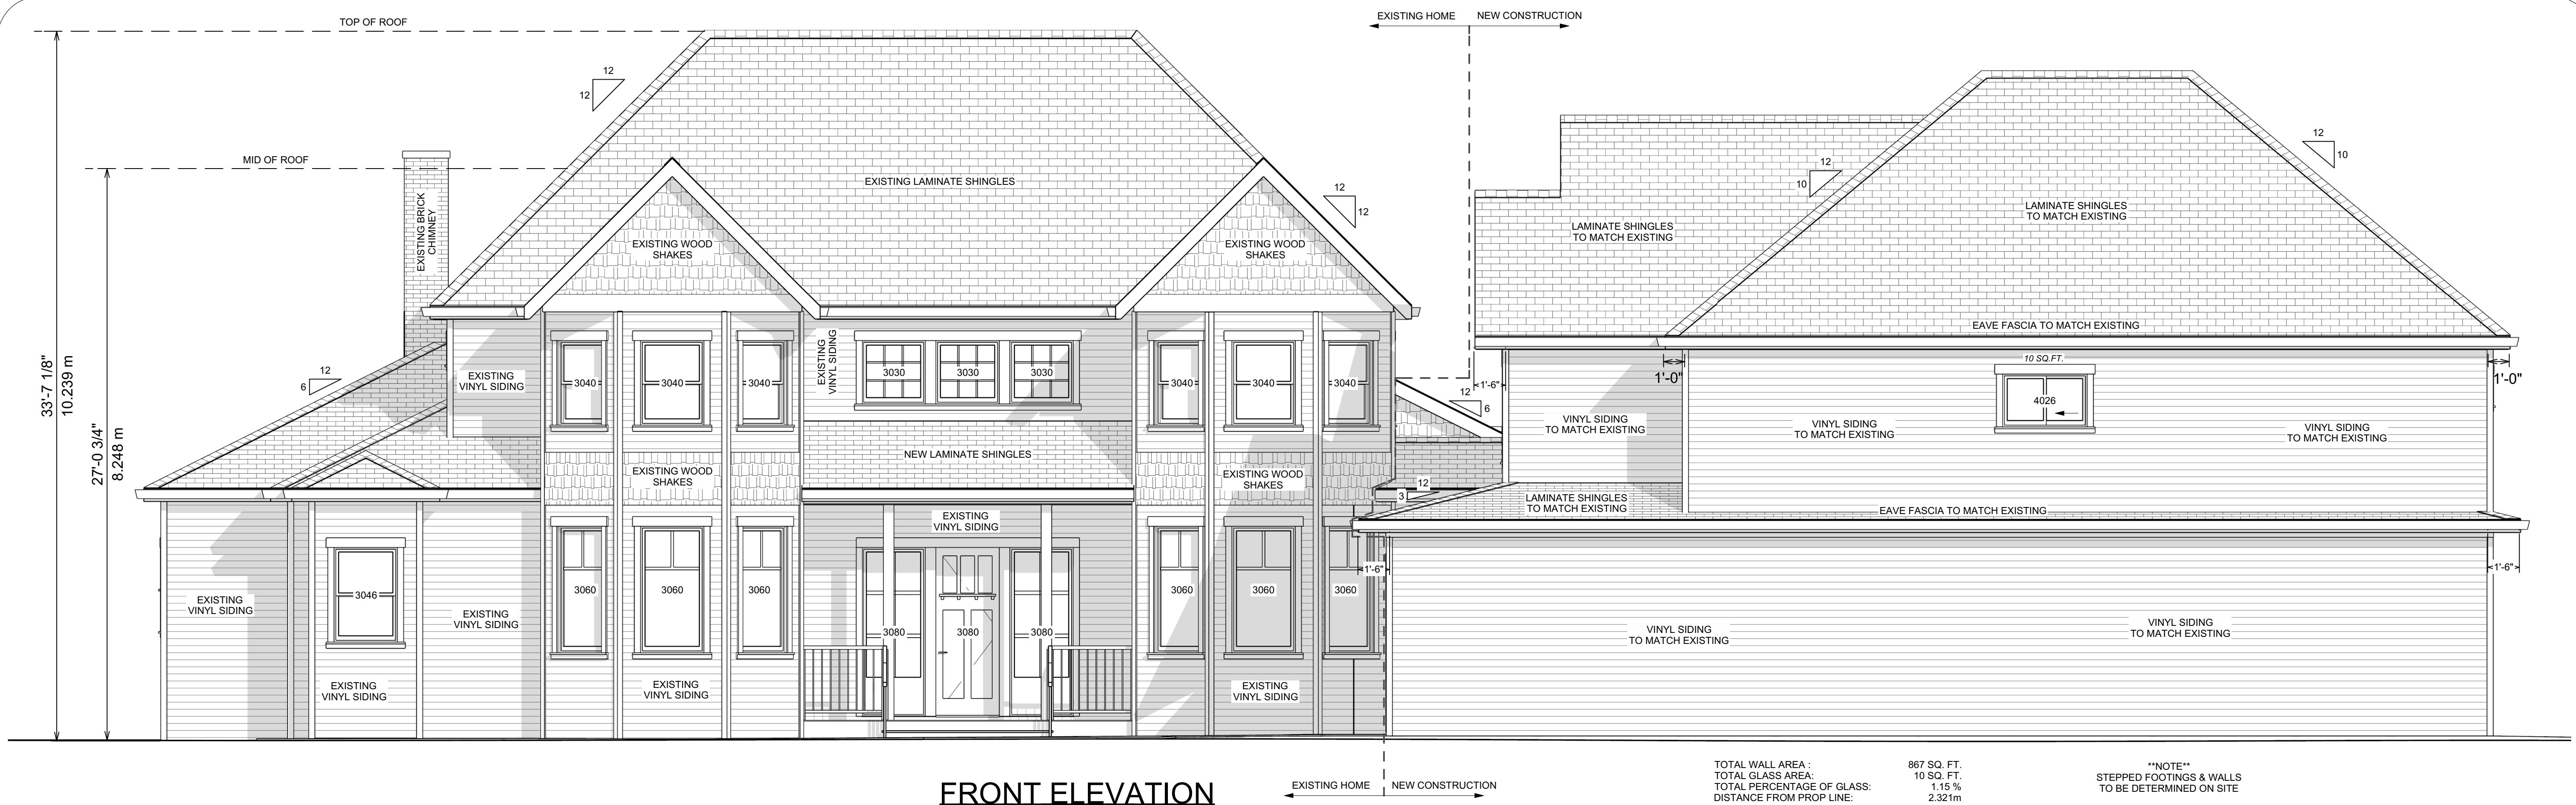 EXISTING HOME NEW CONSTRUCTION
TOP OF ROOF
12
12
MID OF ROOF
12
10
12
10
EXISTING LAMINATE SHINGLES
EXISTING BRICK
CHIMNEY
12
12
LAMINATE SHINGLES
TO MATCH EXISTING
LAMINATE SHINGLES
TO MATCH EXISTING
EXISTING WOOD
SHAKES
EXISTING WOOD
SHAKES
EAVE FASCIA TO MATCH EXISTING
33'-7 1/8"
10.239 m
27'-0 3/4"
8.248 m
12
6
EXISTING
VINYL SIDING
3040
3040
3040
EXISTING
VINYL SIDING
3030
3030
3030
3040
3040
3040
1'-6"
12
6
1'-0"
10 SQ.FT.
4026
1'-0"
VINYL SIDING
TO MATCH EXISTING
VINYL SIDING
TO MATCH EXISTING
VINYL SIDING
TO MATCH EXISTING
NEW LAMINATE SHINGLES
EXISTING WOOD
SHAKES
EXISTING WOOD
SHAKES
12
3
LAMINATE SHINGLES
TO MATCH EXISTING
EAVE FASCIA TO MATCH EXISTING
EXISTING
VINYL SIDING
1'-6"
1'-6"
EXISTING
VINYL SIDING
3046
EXISTING
VINYL SIDING
3060
3060
3060
3080
3080
3080
3060
3060
3060
VINYL SIDING
TO MATCH EXISTING
VINYL SIDING
TO MATCH EXISTING
EXISTING
VINYL SIDING
EXISTING
VINYL SIDING
EXISTING
VINYL SIDING
FRONT ELEVATION
EXISTING HOME NEW CONSTRUCTION
TOTAL WALL AREA : 867 SQ. FT.
TOTAL GLASS AREA: 10 SQ. FT.
TOTAL PERCENTAGE OF GLASS: 1.15 %
DISTANCE FROM PROP LINE: 2.321m
**NOTE**
STEPPED FOOTINGS & WALLS
TO BE DETERMINED ON SITE